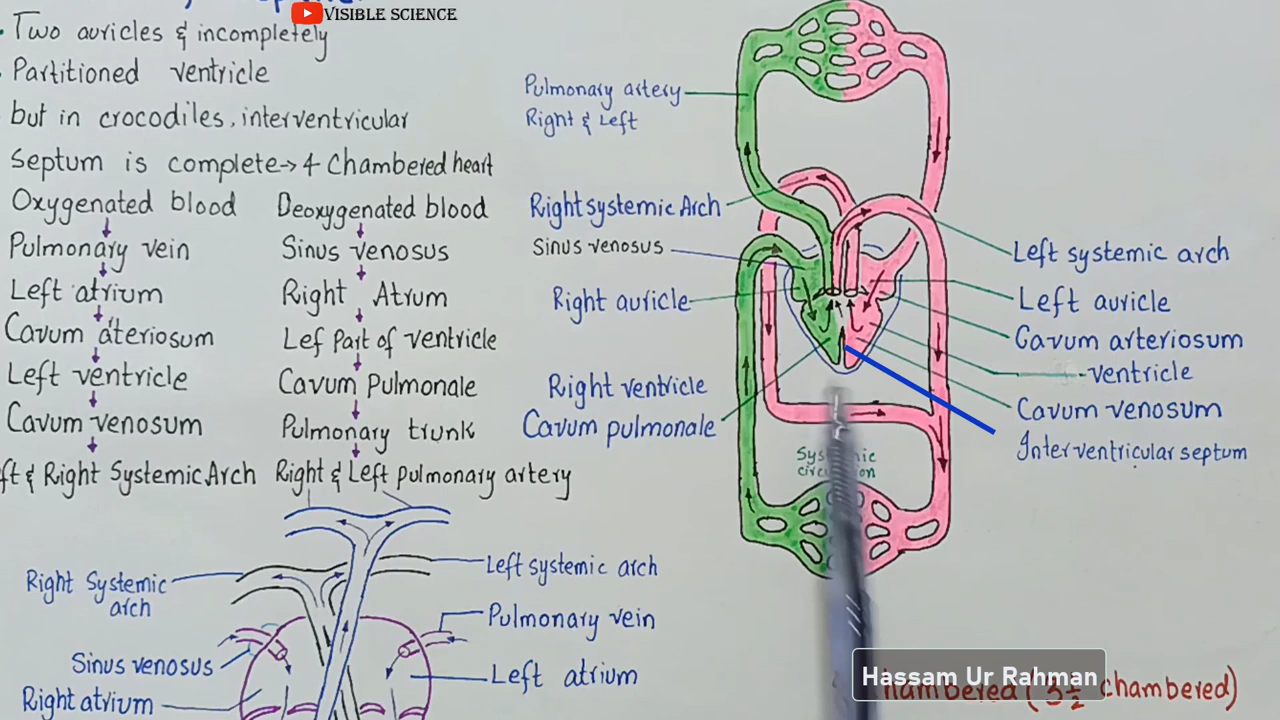 VISIBLE SCIENCE
Two auricles & incompletely
Partitioned ventricle
but in crocodiles, interventricular
Septum is complete→ 4 Chambered heart
Oxygenated blood
Pulmonary vein
Left atrium
Cavum ateriosum
Left ventricle
Cavum venosum
ft & Right Systemic Arch
Deoxygenated blood
Sinus venosus
Right Atrum
Lef Part of ventricle
Cavum Pulmonale
Pulmonary trunk
Right & Left pulmonary artery
Pulmonary artery
Right & Left
Right systemic Arch
Sinus venosus
Right auricle
Right ventricle
Cavum pulmonale
Left systemic arch
Left auricle
Cavum arteriosum
ventricle
Cavum venosum
Interventricular septum
Right Systemic
arch
Sinus venosus
Right atrium
Left systemic arch
Pulmonary vein
Left atrium
Hassam Ur Rahman
chambered)